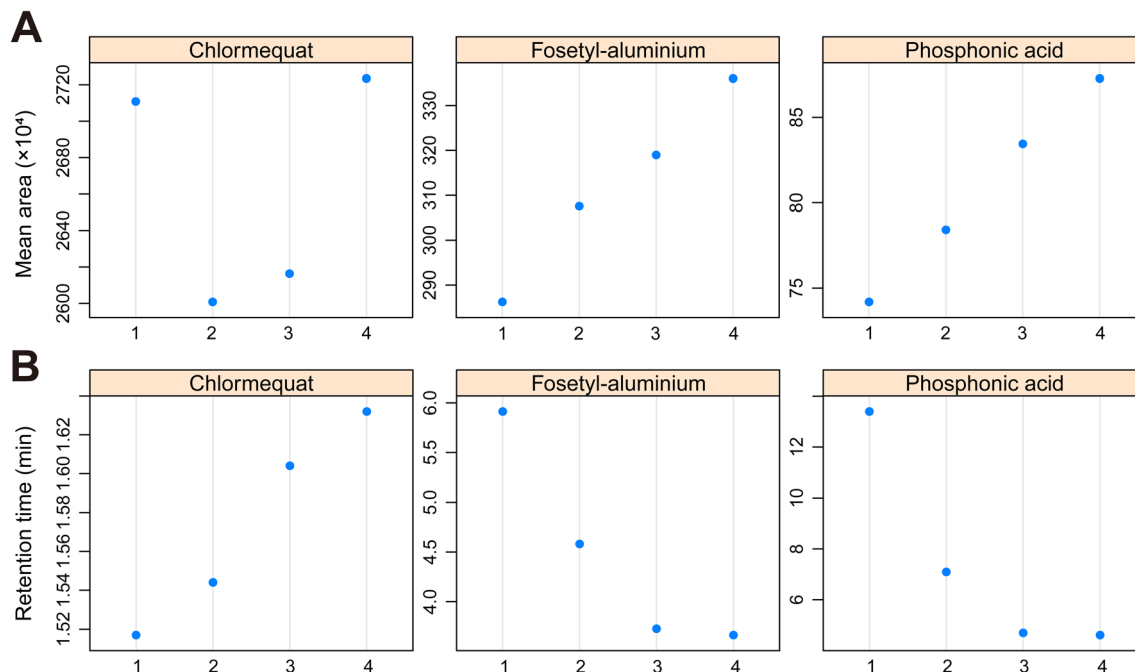 A
Chlormequat
Fosetyl-aluminium
Phosphonic acid
Mean area (×10⁴)
2600
2640
2680
2720
290
300
310
320
330
75
80
85
1 2 3 4
1 2 3 4
1 2 3 4
B
Chlormequat
Fosetyl-aluminium
Phosphonic acid
Retention time (min)
1.52
1.54
1.56
1.58
1.60
1.62
4.0
4.5
5.0
5.5
6.0
6
8
10
12
1 2 3 4
1 2 3 4
1 2 3 4